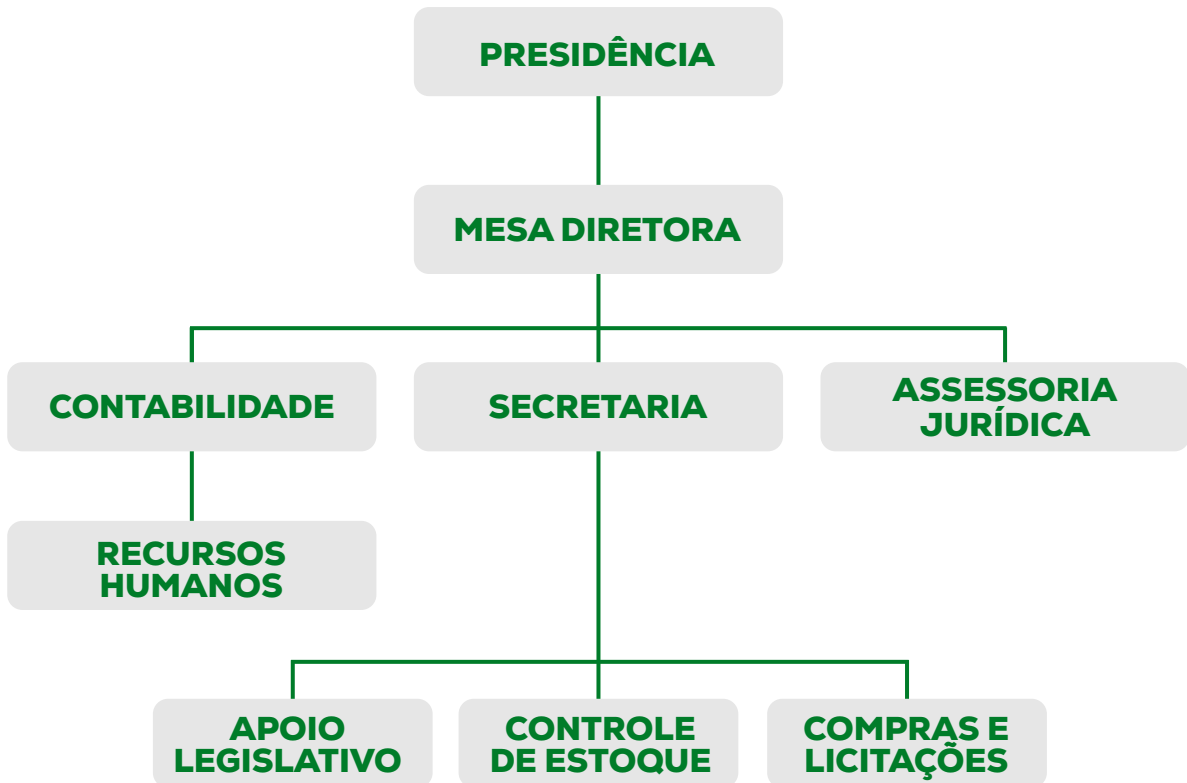 PRESIDÊNCIA
MESA DIRETORA
CONTABILIDADE
SECRETARIA
ASSESSORIA
JURÍDICA
RECURSOS
HUMANOS
APOIO
LEGISLATIVO
CONTROLE
DE ESTOQUE
COMPRAS E
LICITAÇÕES